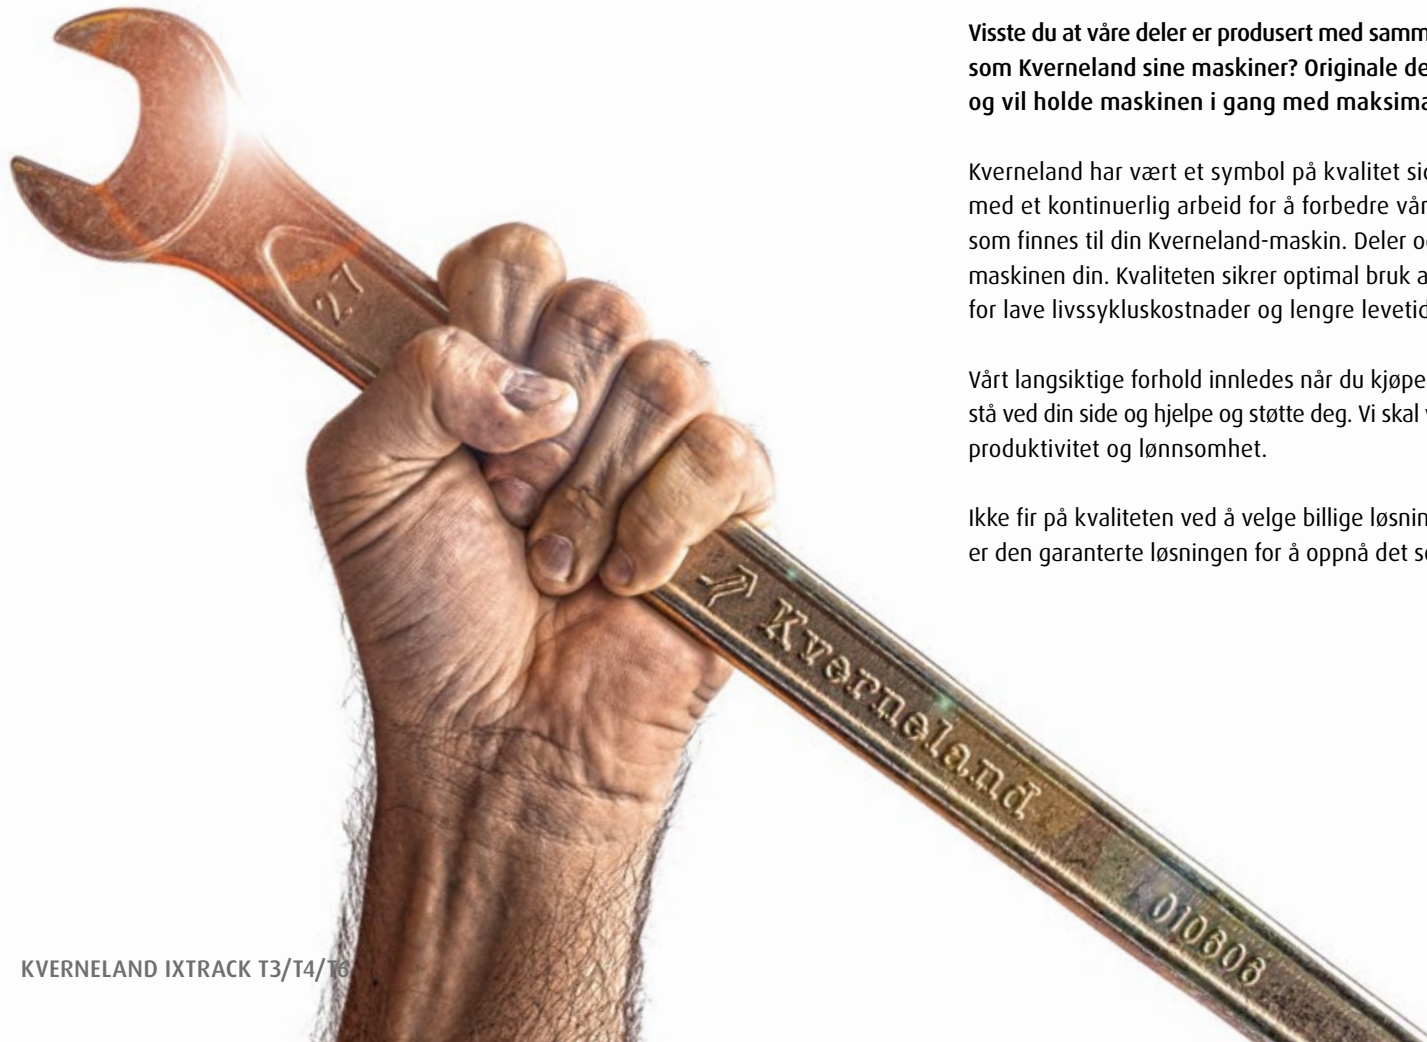 Visste du at våre deler er produsert med samm
som Kverneland sine maskiner? Originale de
og vil holde maskinen i gang med maksima
Kverneland har vært et symbol på kvalitet sid
med et kontinuerlig arbeid for å forbedre vår
som finnes til din Kverneland-maskin. Deler o
maskinen din. Kvaliteten sikrer optimal bruk a
for lave livssykluskostnader og lengre levetid
Vårt langsiktige forhold innledes når du kjøpe
stå ved din side og hjelpe og støtte deg. Vi skal v
produktivitet og lønnsomhet.
Ikke fir på kvaliteten ved å velge billige løsnin
er den garanterte løsningen for å oppnå det so
27
Kverneland
010606
KVERNELAND IXTRACK T3/T4/T6